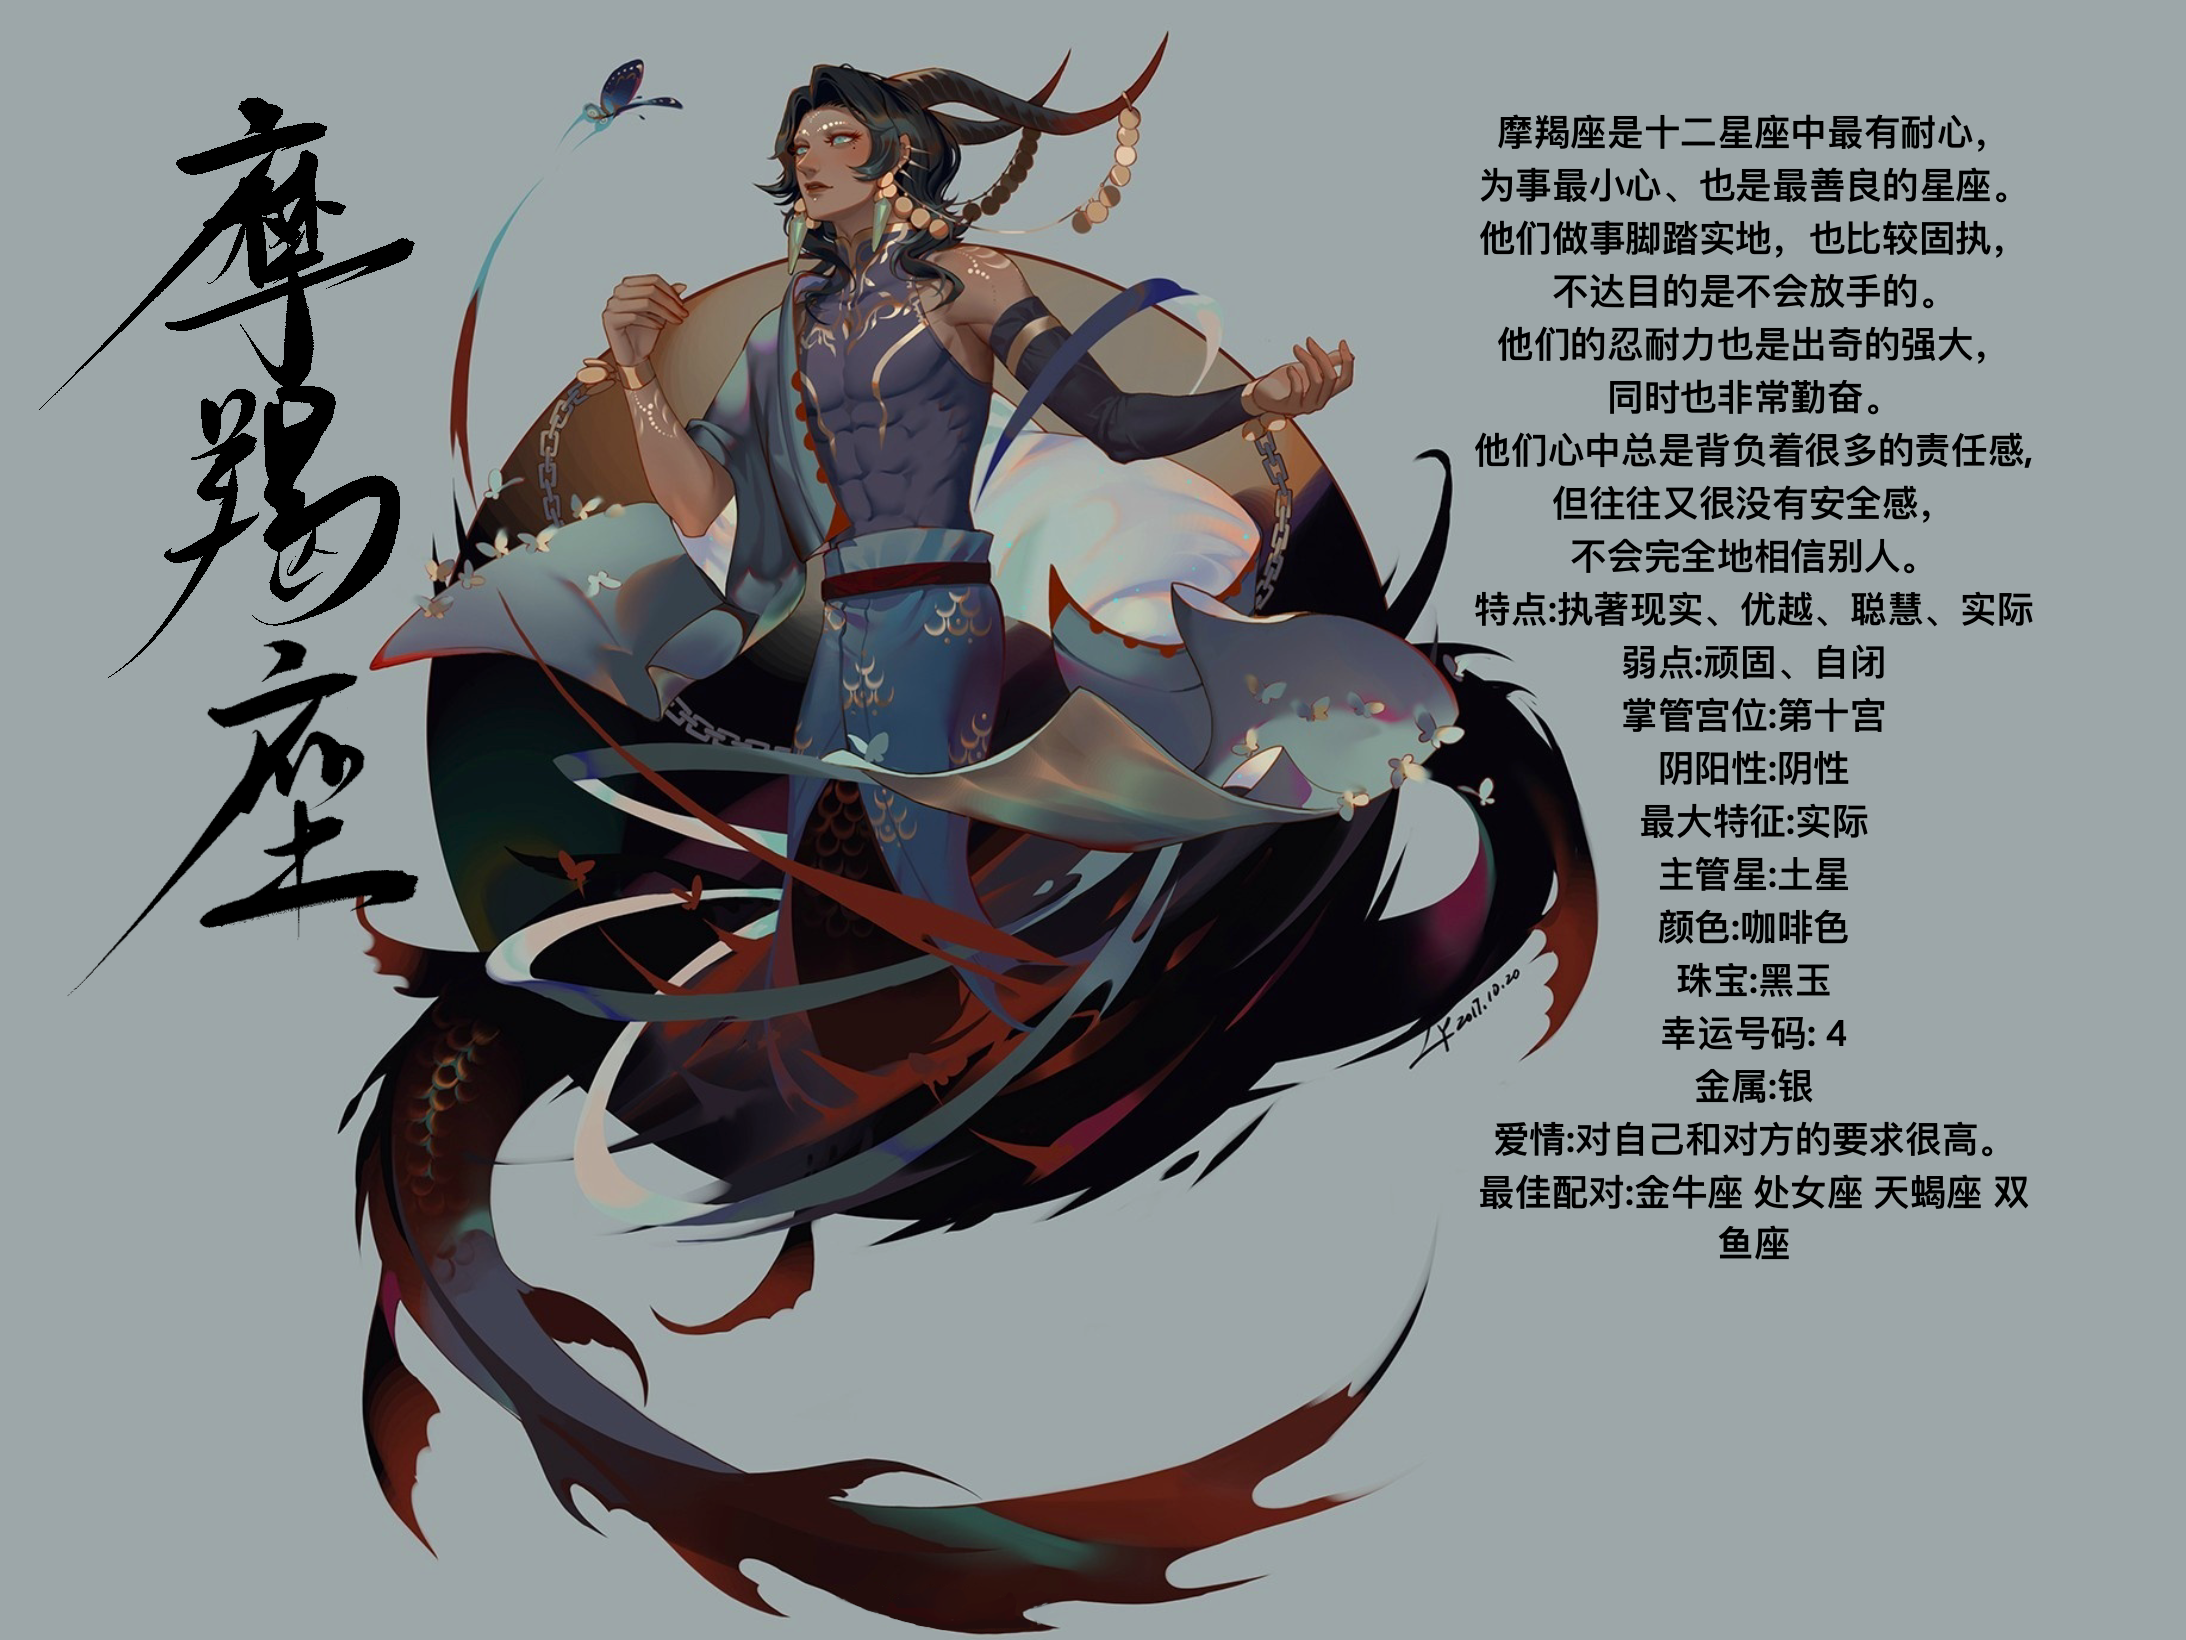 摩羯座
摩羯座是十二星座中最有耐心，
为事最小心、也是最善良的星座。
他们做事脚踏实地，也比较固执，
不达目的是不会放手的。
他们的忍耐力也是出奇的强大，
同时也非常勤奋。
他们心中总是背负着很多的责任感，
但往往又很没有安全感，
不会完全地相信别人。
特点:执著现实、优越、聪慧、实际
弱点:顽固、自闭
掌管宫位:第十宫
阴阳性:阴性
最大特征:实际
主管星:土星
颜色:咖啡色
珠宝:黑玉
幸运号码: 4
金属:银
爱情:对自己和对方的要求很高。
最佳配对:金牛座 处女座 天蝎座 双
鱼座
2017.10.20